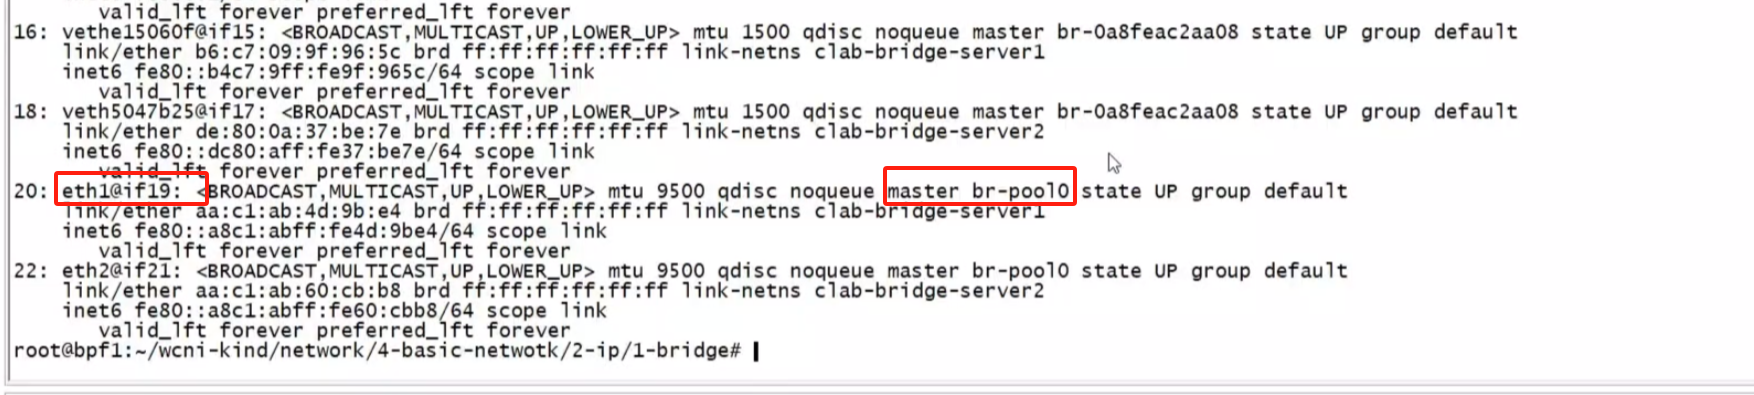 valid_lft forever preferred_lft forever
16: vethe15060f@if15: <BROADCAST,MULTICAST,UP,LOWER_UP> mtu 1500 qdisc noqueue master br-0a8feac2aa08 state UP group default
link/ether b6:c7:09:9f:96:5c brd ff:ff:ff:ff:ff:ff link-netns clab-bridge-server1
inet6 fe80::b4c7:9ff:fe9f:965c/64 scope link
valid_lft forever preferred_lft forever
18: veth5047b25@if17: <BROADCAST,MULTICAST,UP,LOWER_UP> mtu 1500 qdisc noqueue master br-0a8feac2aa08 state UP group default
link/ether de:80:0a:37:be:7e brd ff:ff:ff:ff:ff:ff link-netns clab-bridge-server2
inet6 fe80::dc80:aff:fe37:be7e/64 scope link
valid_lft forever preferred_lft forever
20: eth1@if19: <BROADCAST,MULTICAST,UP,LOWER_UP> mtu 9500 qdisc noqueue master br-pool0 state UP group default
link/ether aa:c1:ab:4d:9b:e4 brd ff:ff:ff:ff:ff:ff link-netns clab-bridge-server1
inet6 fe80::a8c1:abff:fe4d:9be4/64 scope link
valid_lft forever preferred_lft forever
22: eth2@if21: <BROADCAST,MULTICAST,UP,LOWER_UP> mtu 9500 qdisc noqueue master br-pool0 state UP group default
link/ether aa:c1:ab:60:cb:b8 brd ff:ff:ff:ff:ff:ff link-netns clab-bridge-server2
inet6 fe80::a8c1:abff:fe60:cbb8/64 scope link
valid_lft forever preferred_lft forever
root@bpf1:~/wcni-kind/network/4-basic-netwotk/2-ip/1-bridge#